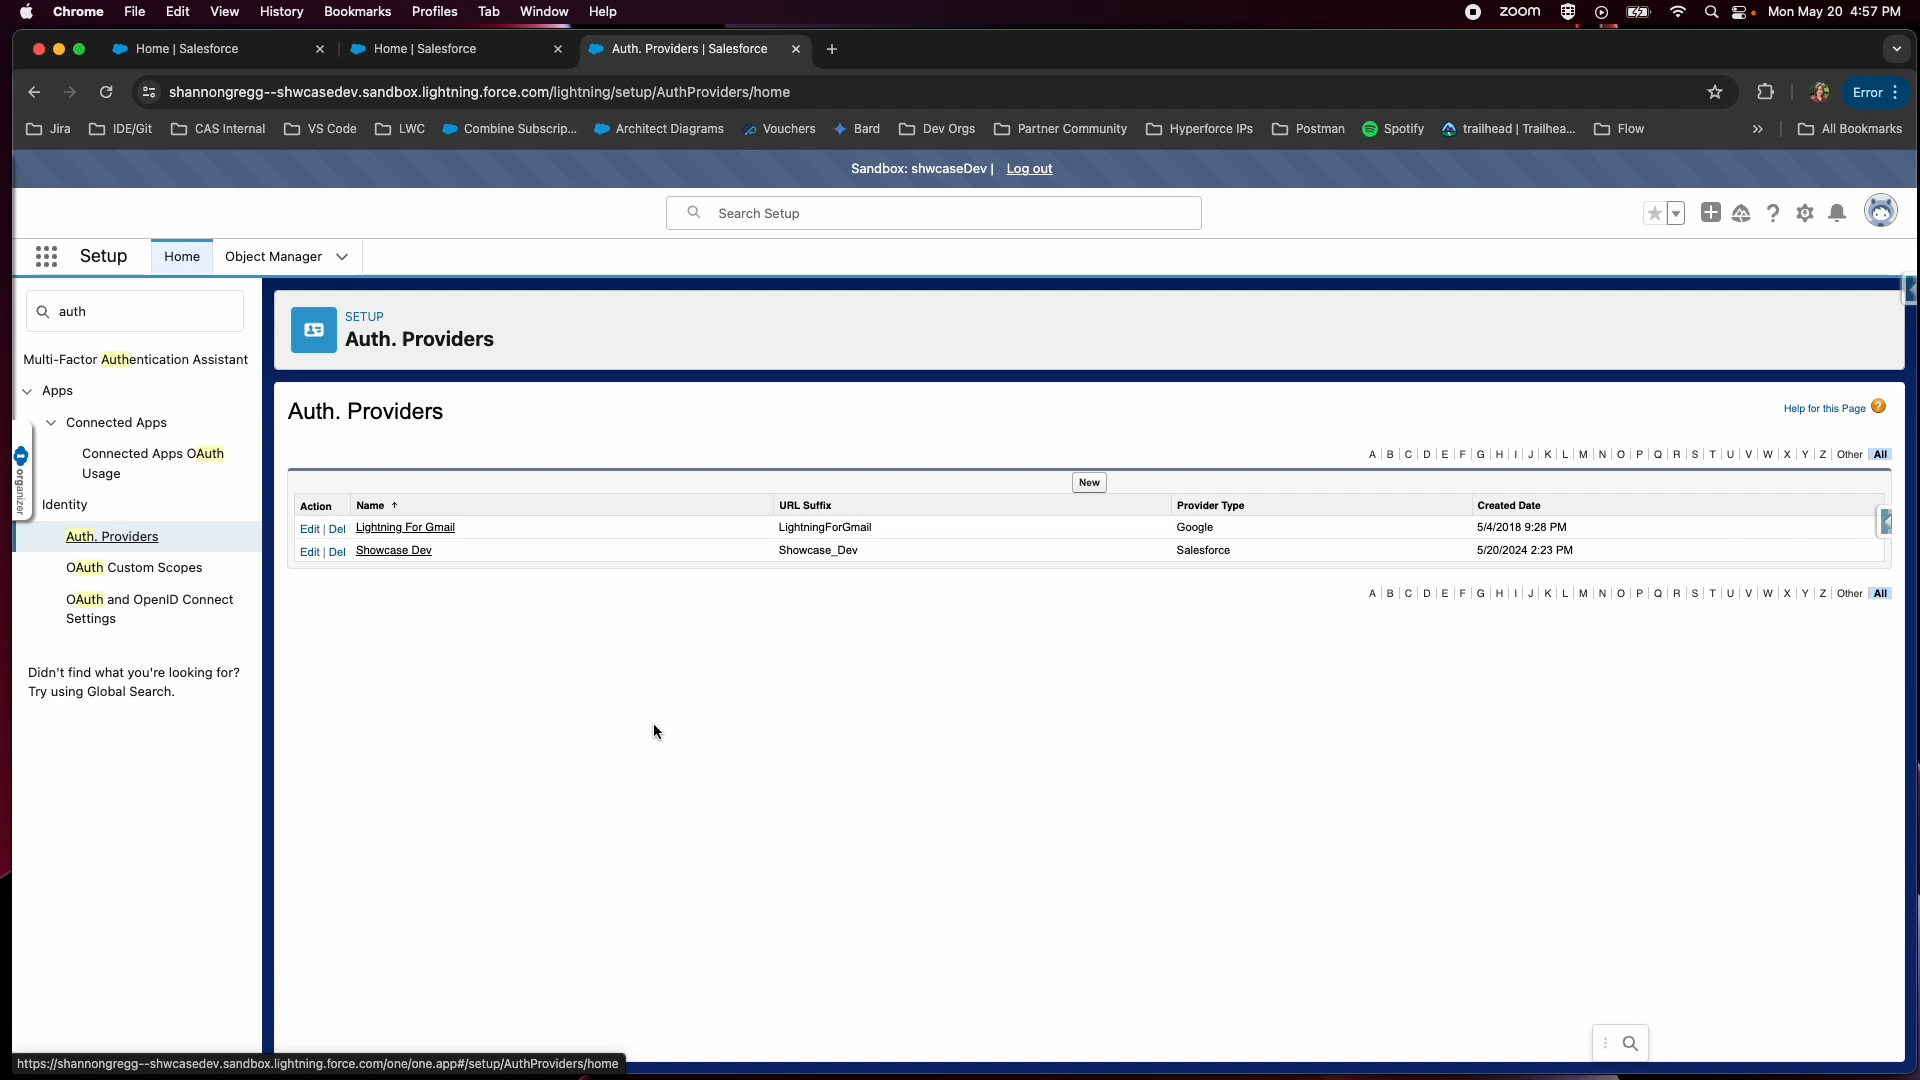 Chrome File Edit View History Bookmarks Profiles Tab Window Help zoom Mon May 20 4:57 PM
Home | Salesforce Home | Salesforce Auth. Providers | Salesforce
shannongregg--shwcasedev.sandbox.lightning.force.com/lightning/setup/AuthProviders/home Error
Jira IDE/Git CAS Internal VS Code LWC Combine Subscrip... Architect Diagrams Vouchers Bard Dev Orgs Partner Community Hyperforce IPs Postman Spotify trailhead | Trailhea... Flow » All Bookmarks
Sandbox: shwcaseDev | Log out
Search Setup
Setup Home Object Manager
auth
Multi-Factor Authentication Assistant
Apps
Connected Apps
Connected Apps OAuth
Usage
organizer
Identity
Auth. Providers
OAuth Custom Scopes
OAuth and OpenID Connect
Settings
Didn't find what you're looking for?
Try using Global Search.
SETUP
Auth. Providers
Auth. Providers
Help for this Page ?
A | B | C | D | E | F | G | H | I | J | K | L | M | N | O | P | Q | R | S | T | U | V | W | X | Y | Z | Other | All
New
Action Name ↑ URL Suffix Provider Type Created Date
Edit | Del Lightning For Gmail LightningForGmail Google 5/4/2018 9:28 PM
Edit | Del Showcase Dev Showcase_Dev Salesforce 5/20/2024 2:23 PM
A | B | C | D | E | F | G | H | I | J | K | L | M | N | O | P | Q | R | S | T | U | V | W | X | Y | Z | Other | All
https://shannongregg--shwcasedev.sandbox.lightning.force.com/one/one.app#/setup/AuthProviders/home